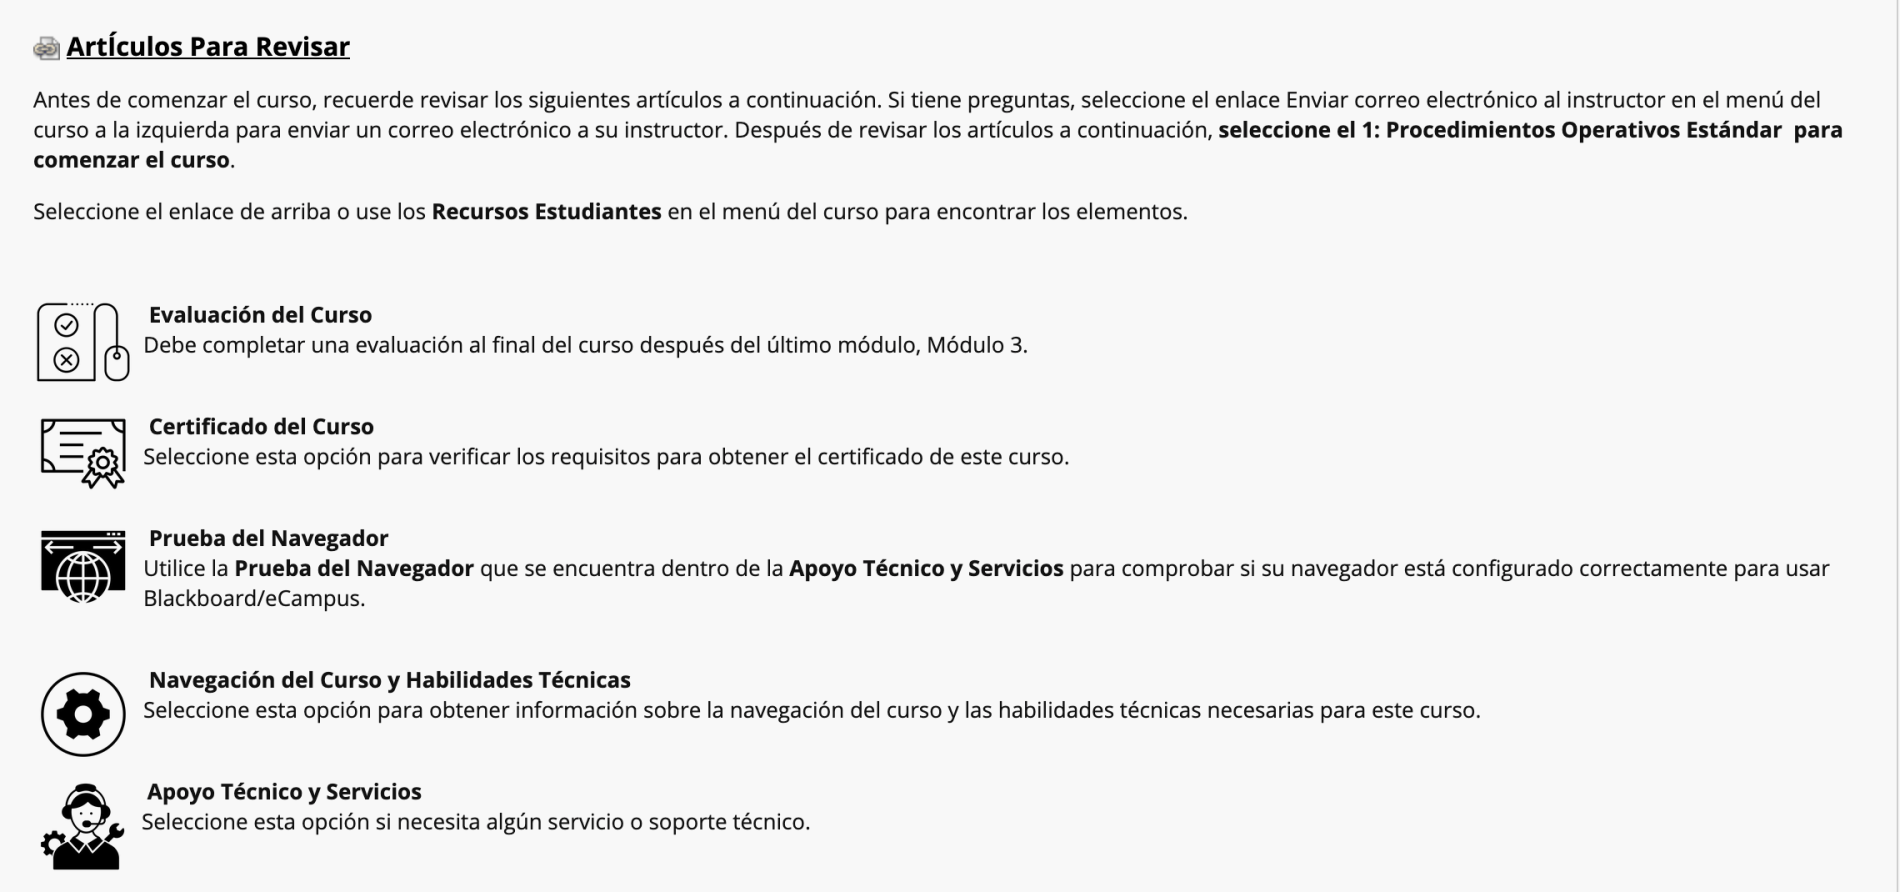 ArtÍculos Para Revisar
Antes de comenzar el curso, recuerde revisar los siguientes artículos a continuación. Si tiene preguntas, seleccione el enlace Enviar correo electrónico al instructor en el menú del
curso a la izquierda para enviar un correo electrónico a su instructor. Después de revisar los artículos a continuación, seleccione el 1: Procedimientos Operativos Estándar  para
comenzar el curso.
Seleccione el enlace de arriba o use los Recursos Estudiantes en el menú del curso para encontrar los elementos.
Evaluación del Curso
Debe completar una evaluación al final del curso después del último módulo, Módulo 3.
Certificado del Curso
Seleccione esta opción para verificar los requisitos para obtener el certificado de este curso.
Prueba del Navegador
Utilice la Prueba del Navegador que se encuentra dentro de la Apoyo Técnico y Servicios para comprobar si su navegador está configurado correctamente para usar
Blackboard/eCampus.
Navegación del Curso y Habilidades Técnicas
Seleccione esta opción para obtener información sobre la navegación del curso y las habilidades técnicas necesarias para este curso.
Apoyo Técnico y Servicios
Seleccione esta opción si necesita algún servicio o soporte técnico.